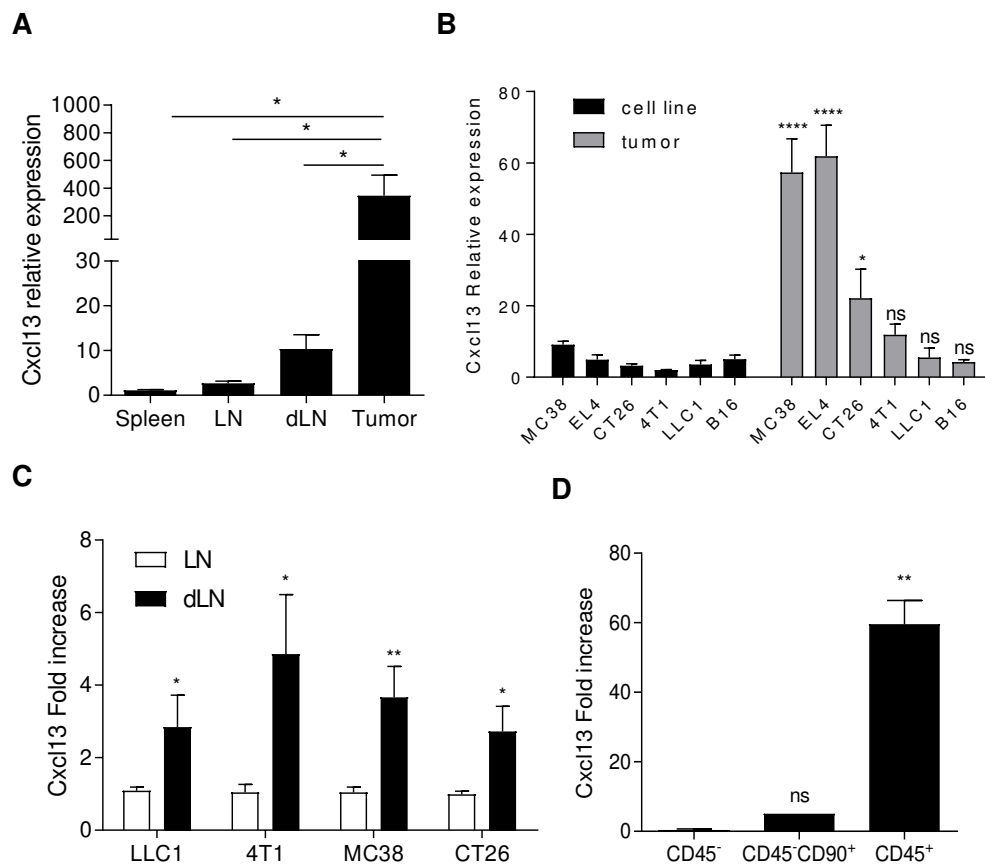 A
Cxcl13 relative expression
1000
800
600
400
200
30
20
10
0
*
*
*
Spleen LN dLN Tumor
B
Cxcl13 Relative expression
80
60
40
20
0
cell line
tumor
**** ****
*
ns
ns
ns
MC38 EL4 CT26 4T1 LLC1 B16 MC38 EL4 CT26 4T1 LLC1 B16
C
Cxcl13 Fold increase
8
6
4
2
0
LN
dLN
* * ** *
LLC1 4T1 MC38 CT26
D
Cxcl13 Fold increase
80
60
40
20
0
ns
**
CD45⁻ CD45⁻CD90⁺ CD45⁺